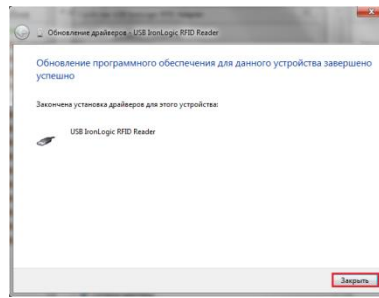 Обновление драйверов - USB IronLogic RFID Reader
Обновление программного обеспечения для данного устройства завершено
успешно
Закончена установка драйверов для этого устройства:
USB IronLogic RFID Reader
Закрыть